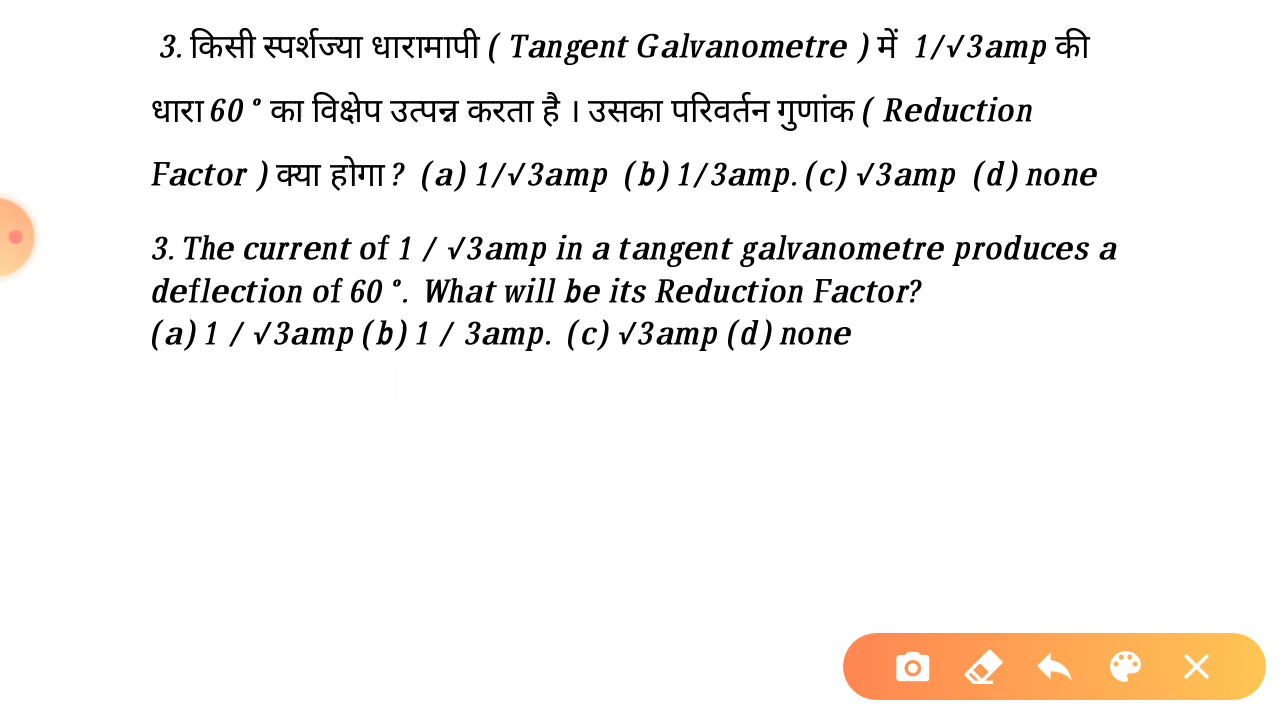 3. किसी स्पर्शज्या धारामापी ( Tangent Galvanometre ) में 1/√3amp की
धारा 60° का विक्षेप उत्पन्न करता है । उसका परिवर्तन गुणांक ( Reduction
Factor ) क्या होगा ? (a) 1/√3amp (b) 1/3amp. (c) √3amp (d) none
3. The current of 1 / √3amp in a tangent galvanometre produces a
deflection of 60°. What will be its Reduction Factor?
(a) 1 / √3amp (b) 1 / 3amp. (c) √3amp (d) none